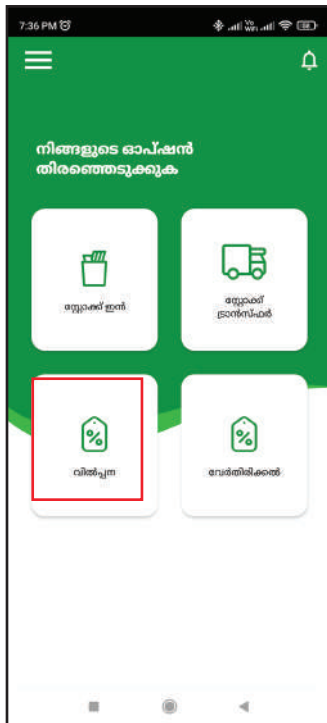 7:36 PM
നിങ്ങളുടെ ഓപ്ഷൻ
തിരഞ്ഞെടുക്കുക
സ്റ്റോക്ക് ഇൻ
സ്റ്റോക്ക്
ട്രാൻസ്ഫർ
വിൽപ്പന
വേർതിരിക്കൽ